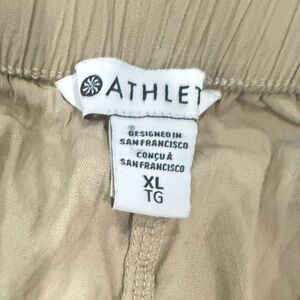 ATHLET
DESIGNED IN
SAN FRANCISCO
CONÇU À
SAN FRANCISCO
XL
TG